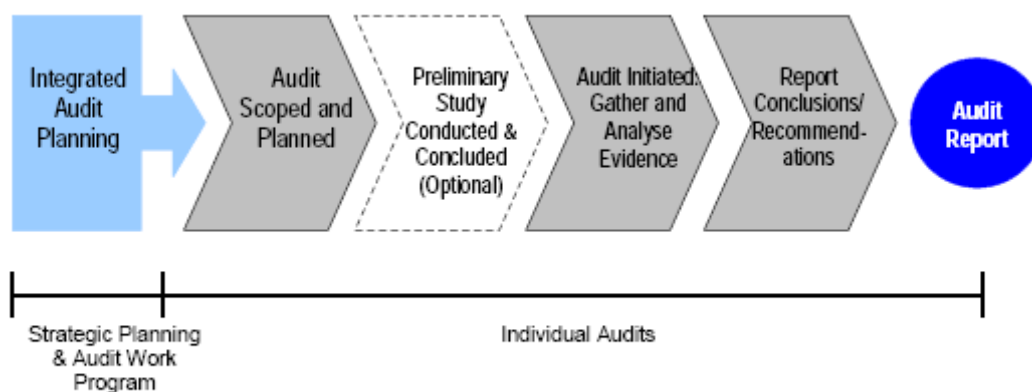 Integrated
Audit
Planning
Audit
Scoped and
Planned
Preliminary
Study
Conducted &
Concluded
(Optional)
Audit Initiated:
Gather and
Analyse
Evidence
Report
Conclusions/
Recommend-
ations
Audit
Report
Strategic Planning
& Audit Work
Program
Individual Audits